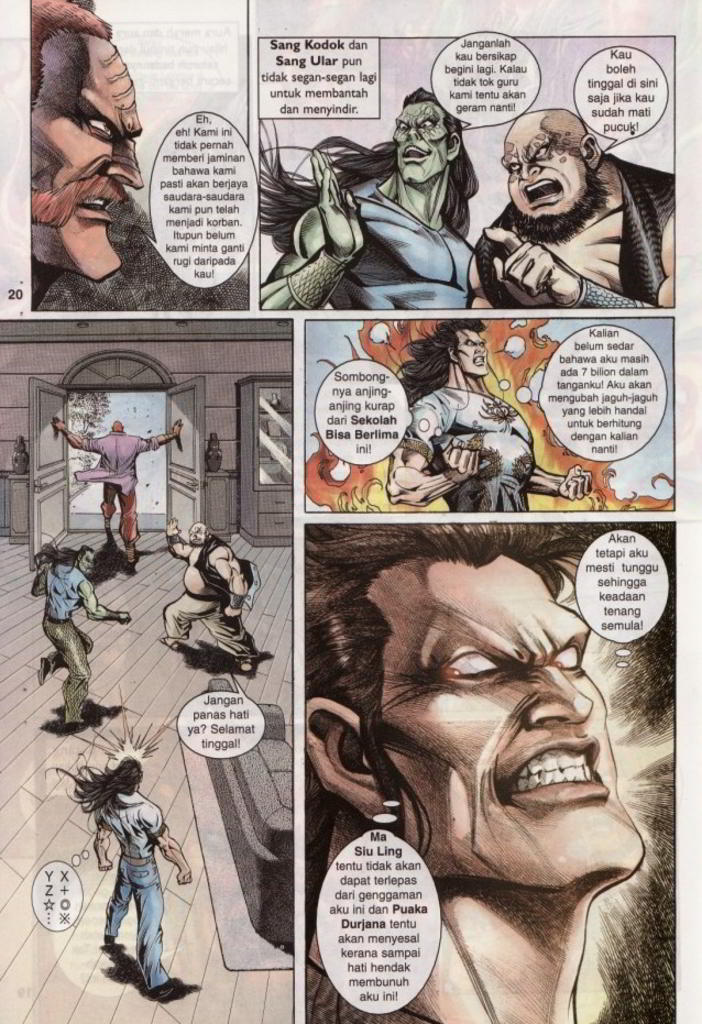 Eh,
eh! Kami ini
tidak pernah
memberi jaminan
bahawa kami
pasti akan berjaya
saudara-saudara
kami pun telah
menjadi korban.
Itupun belum
kami minta ganti
rugi daripada
kau!
Sang Kodok dan
Sang Ular pun
tidak segan-segan lagi
untuk membantah
dan menyindir.
Janganlah
kau bersikap
begini lagi. Kalau
tidak tok guru
kami tentu akan
geram nanti!
Kau
boleh
tinggal di sini
saja jika kau
sudah mati
pucuk!
20
Jangan
panas hati
ya? Selamat
tinggal!
Y X
Z +
☆ ◎
⋮ ※
Sombong-
nya anjing-
anjing kurap
dari Sekolah
Bisa Berlima
ini!
Kalian
belum sedar
bahawa aku masih
ada 7 bilion dalam
tanganku! Aku akan
mengubah jaguh-jaguh
yang lebih handal
untuk berhutung
dengan kalian
nanti!
Akan
tetapi aku
mesti tunggu
sehingga
keadaan
tenang
semula!
Ma
Siu Ling
tentu tidak akan
dapat terlepas
dari genggaman
aku ini dan Puaka
Durjana tentu
akan menyesal
kerana sampai
hati hendak
membunuh
aku ini!